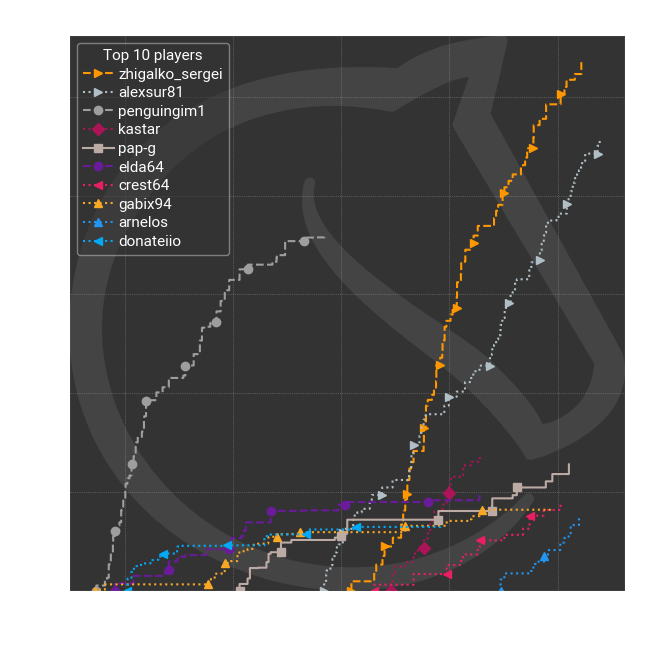 Top 10 players
zhigalko_sergei
alexsur81
penguingim1
kastar
pap-g
elda64
crest64
gabix94
arnelos
donateiio